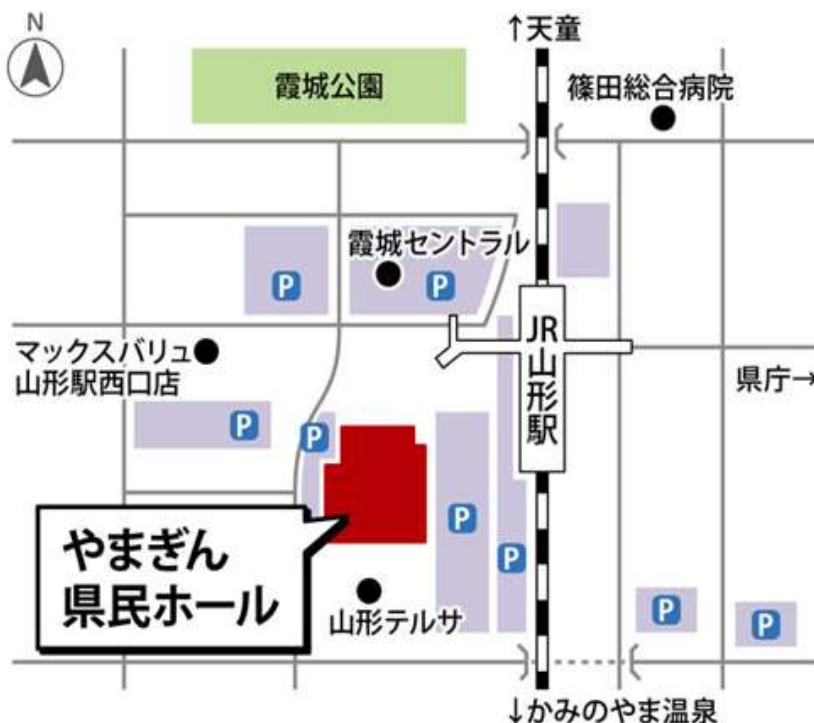 N
↑天童
霞城公園
篠田総合病院
霞城セントラル
P
P
マックスバリュ
山形駅西口店
JR山形駅
県庁→
P
P
やまぎん
県民ホール
P
P
山形テルサ
P
P
↓かみのやま温泉